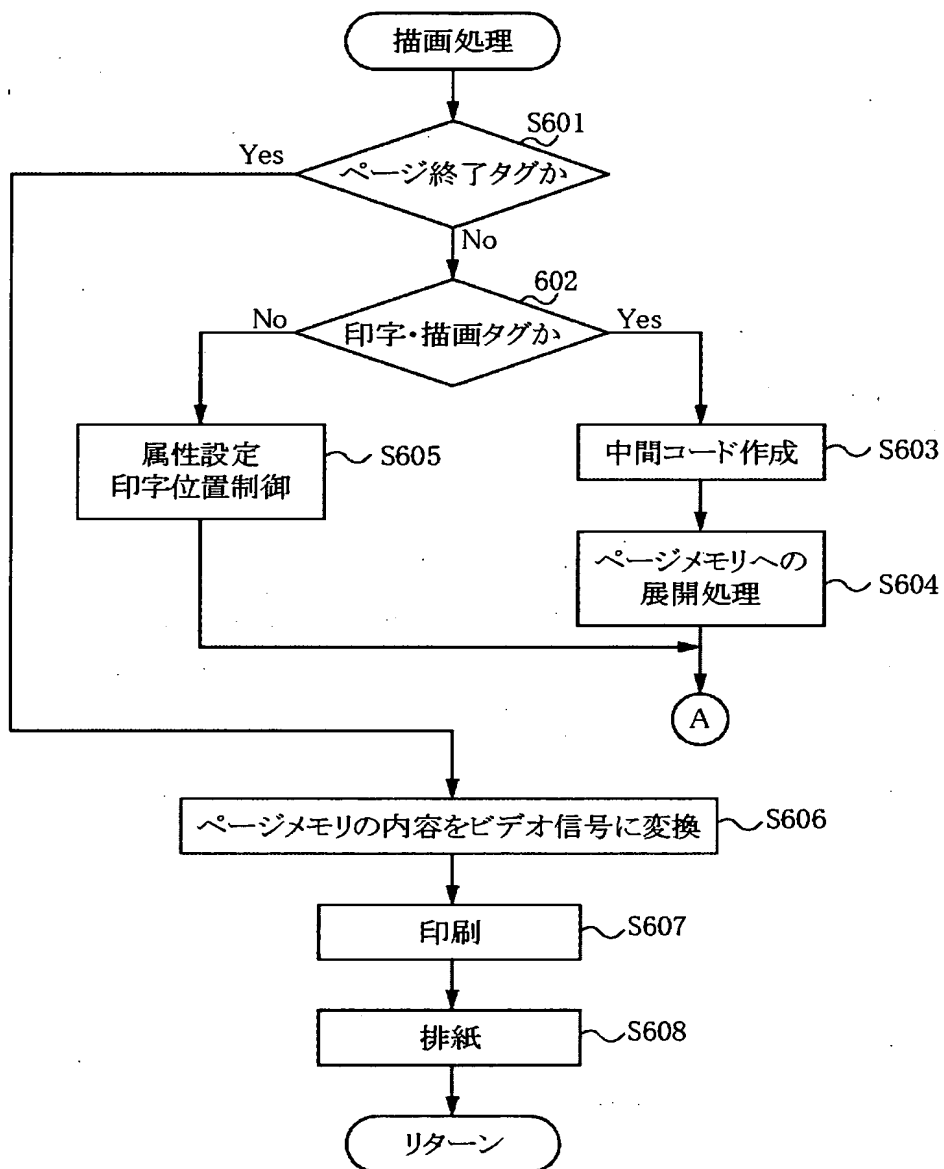 描画処理
S601
Yes
ページ終了タグか
No
602
No
印字・描画タグか
Yes
属性設定
印字位置制御
S605
中間コード作成
S603
ページメモリへの
展開処理
S604
A
ページメモリの内容をビデオ信号に変換
S606
印刷
S607
排紙
S608
リターン